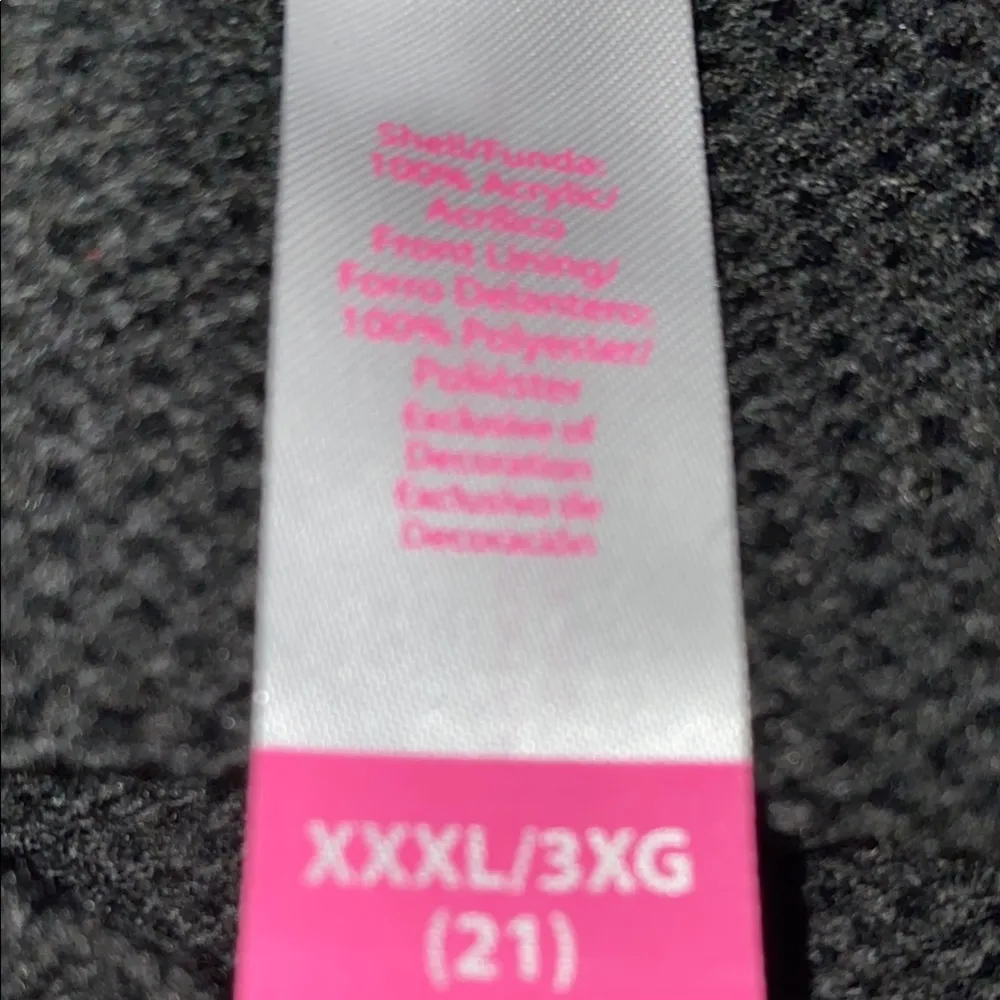 Shell/Funda:
100% Acrylic/
Acrílico
Front Lining/
Forro Delantero:
100% Polyester/
Poliéster
Exclusive of
Decoration
Exclusivo de
Decoración
XXXL/3XG
(21)